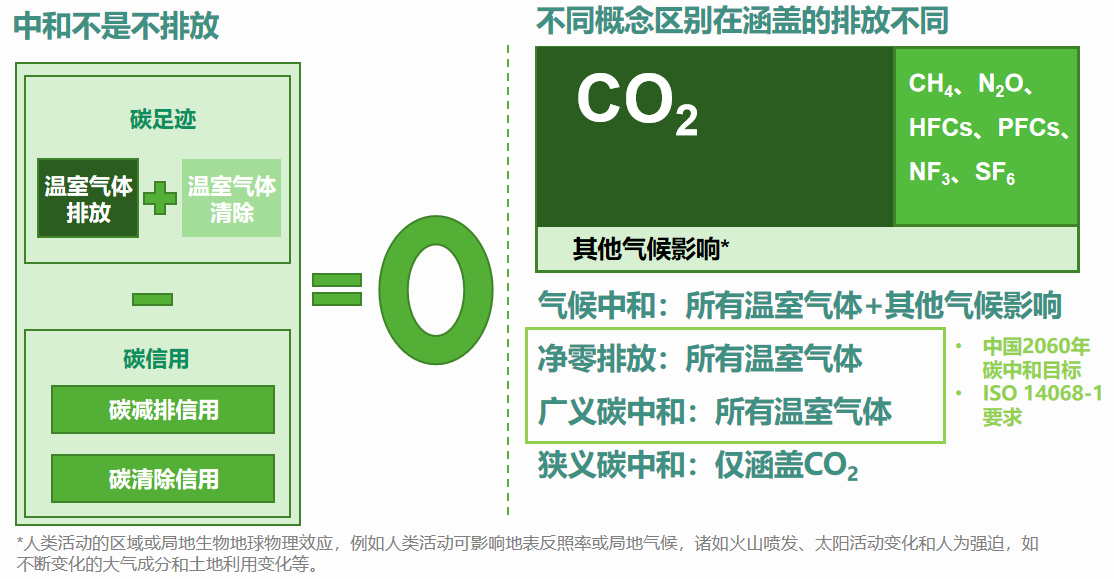 中和不是不排放
碳足迹
温室气体
排放
温室气体
清除
碳信用
碳减排信用
碳清除信用
不同概念区别在涵盖的排放不同
CO₂
CH₄、N₂O、
HFCs、PFCs、
NF₃、SF₆
其他气候影响*
气候中和：所有温室气体+其他气候影响
净零排放：所有温室气体
广义碳中和：所有温室气体
狭义碳中和：仅涵盖CO₂
• 中国2060年
碳中和目标
• ISO 14068-1
要求
*人类活动的区域或局地生物地球物理效应，例如人类活动可影响地表反照率或局地气候，诸如火山喷发、太阳活动变化和人为强迫，如
不断变化的大气成分和土地利用变化等。